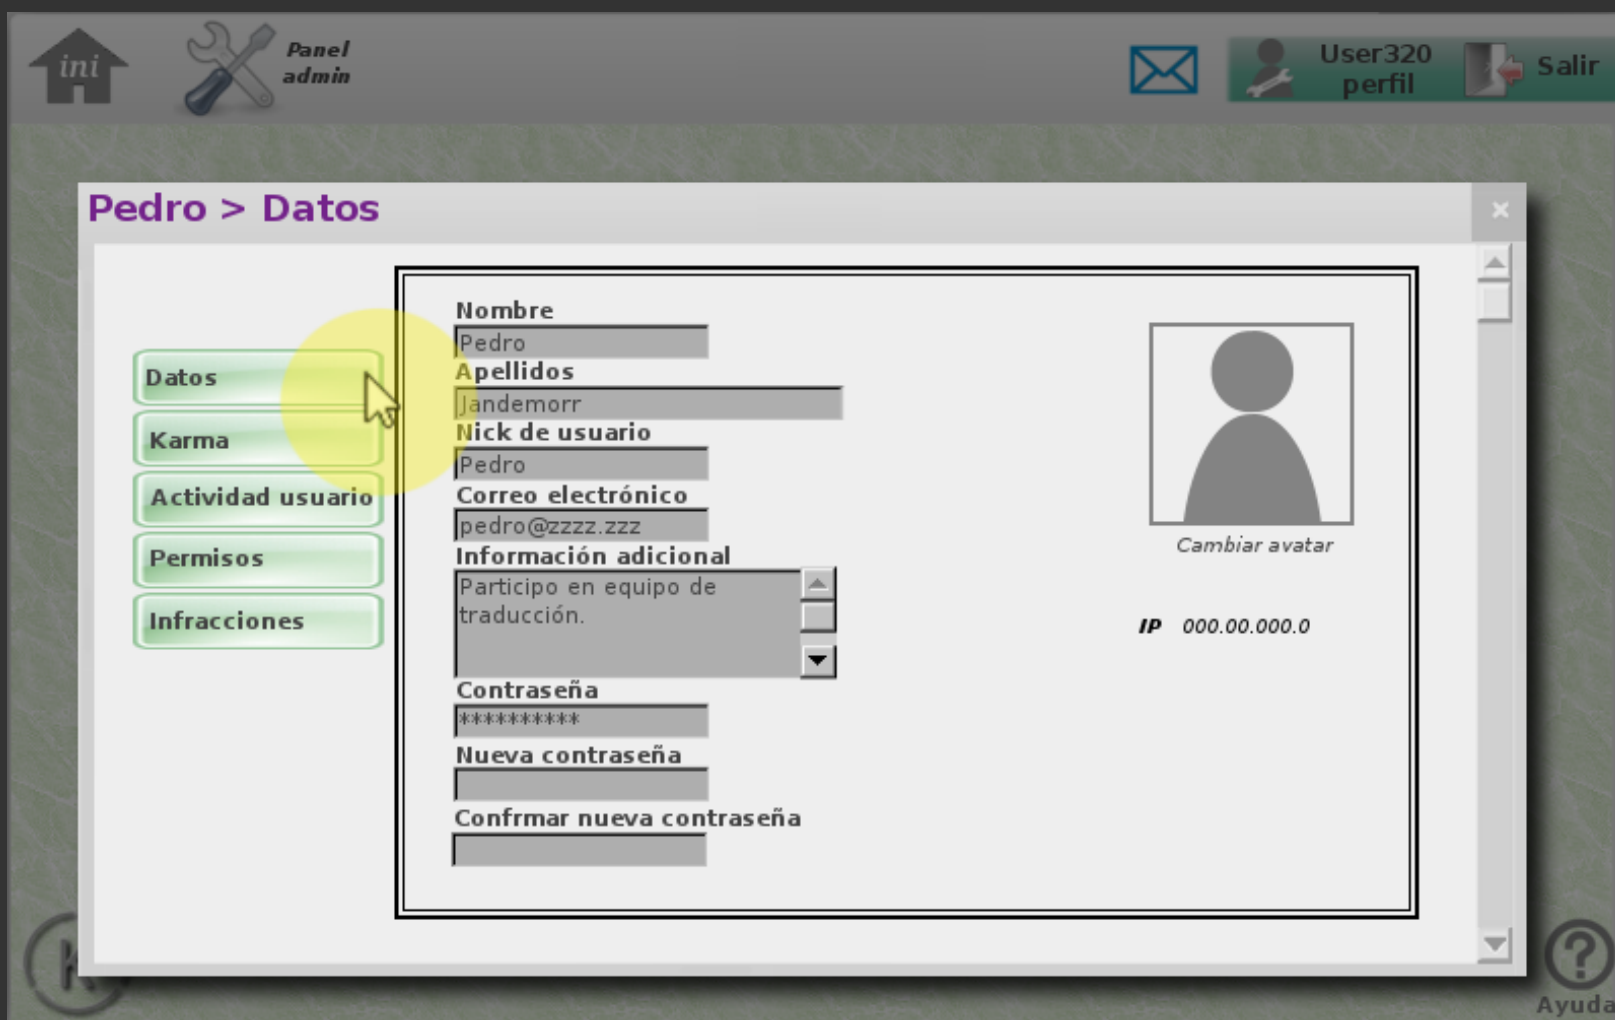 ini
Panel
admin
User320
perfil
Salir
Pedro > Datos
×
Datos
Karma
Actividad usuario
Permisos
Infracciones
Nombre
Pedro
Apellidos
Jandemorr
Nick de usuario
Pedro
Correo electrónico
pedro@zzzz.zzz
Información adicional
Participo en equipo de
traducción.
Contraseña
**********
Nueva contraseña
Confrmar nueva contraseña
Cambiar avatar
IP 000.00.000.0
K
?
Ayuda